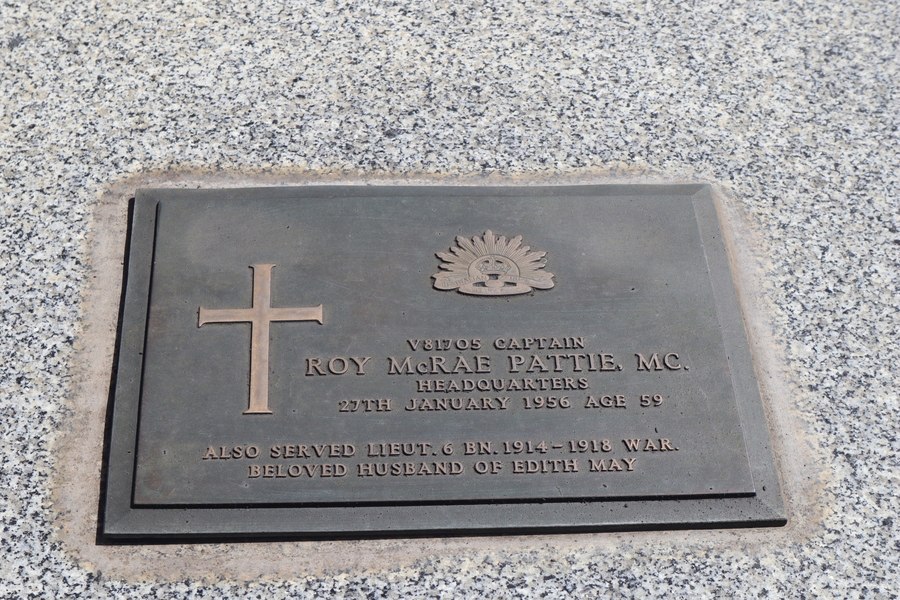 V81705 CAPTAIN
ROY McRAE PATTIE. MC.
HEADQUARTERS
27TH JANUARY 1956 AGE 59
ALSO SERVED LIEUT. 6 BN. 1914-1918 WAR.
BELOVED HUSBAND OF EDITH MAY